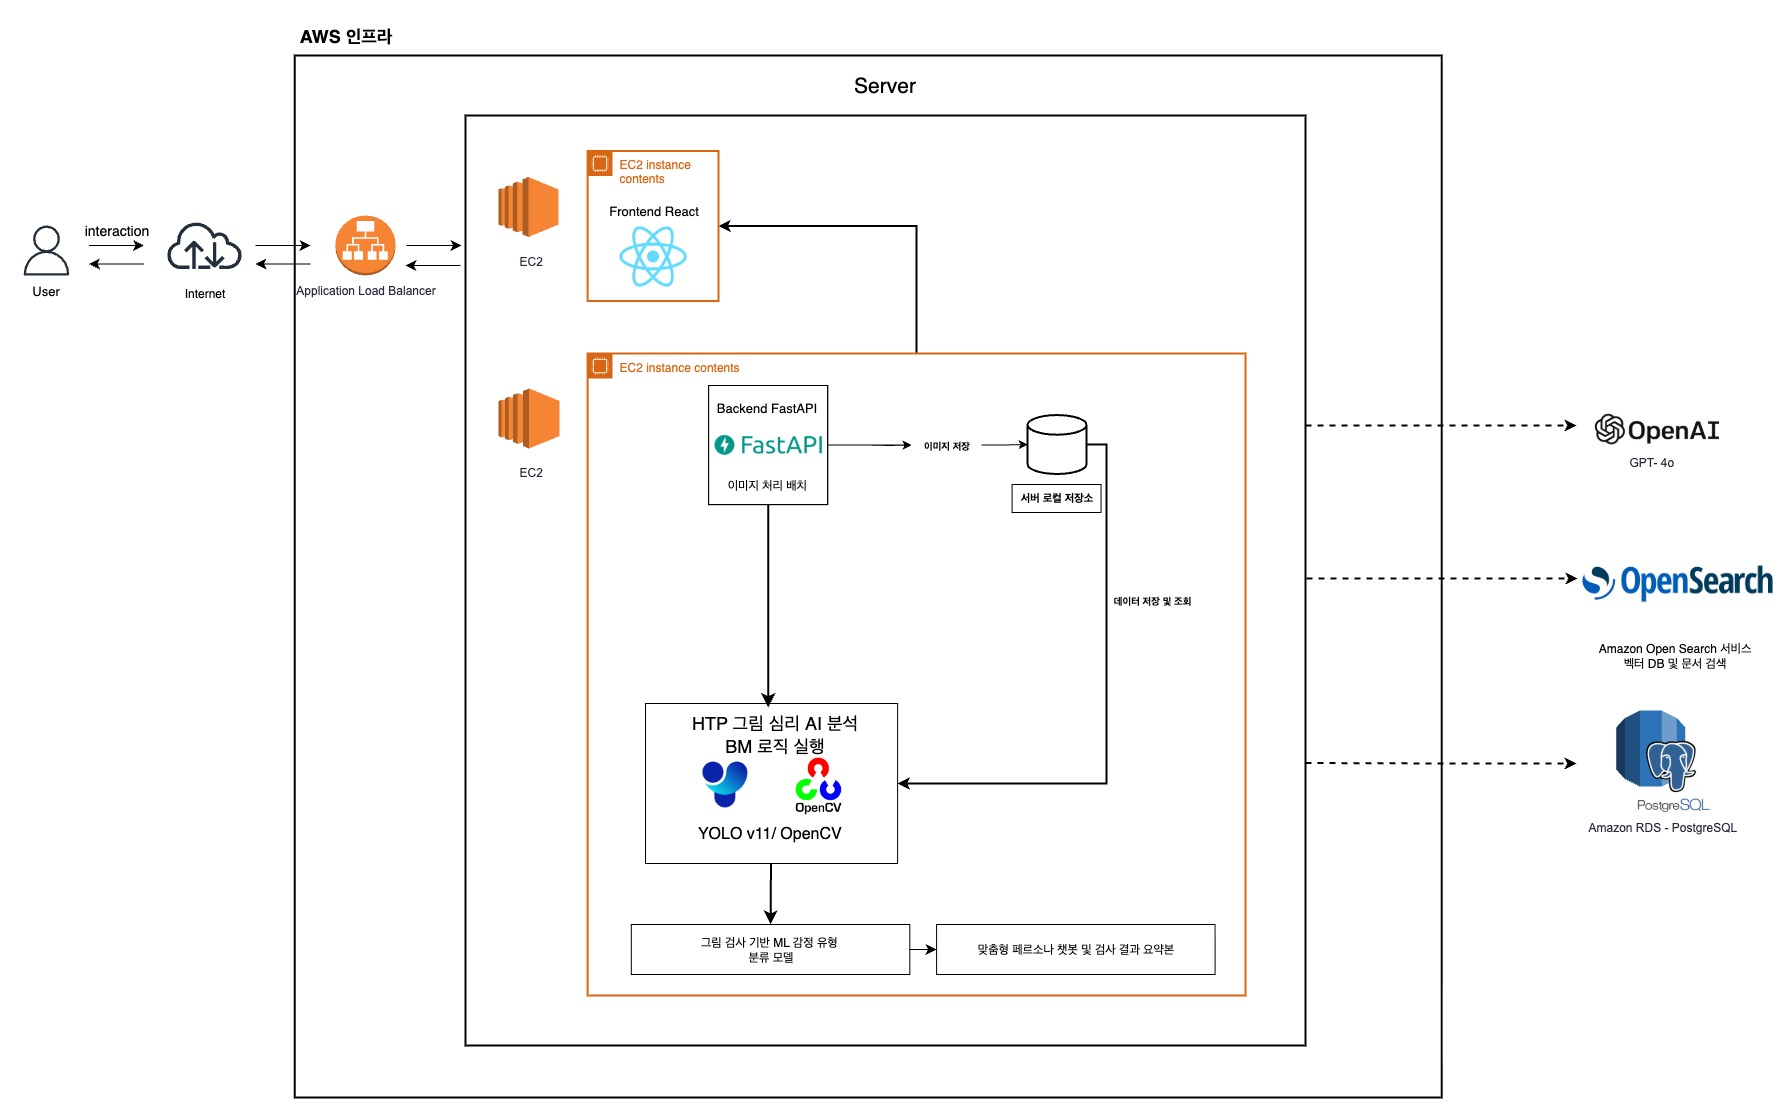 AWS 인프라
Server
EC2 instance
contents
Frontend React
EC2
interaction
User
Internet
Application Load Balancer
EC2 instance contents
Backend FastAPI
FastAPI
이미지 처리 배치
이미지 저장
서버 로컬 저장소
EC2
데이터 저장 및 조회
HTP 그림 심리 AI 분석
BM 로직 실행
OpenCV
YOLO v11/ OpenCV
그림 검사 기반 ML 감정 유형
분류 모델
맞춤형 페르소나 챗봇 및 검사 결과 요약본
OpenAI
GPT- 4o
OpenSearch
Amazon Open Search 서비스
벡터 DB 및 문서 검색
PostgreSQL
Amazon RDS - PostgreSQL